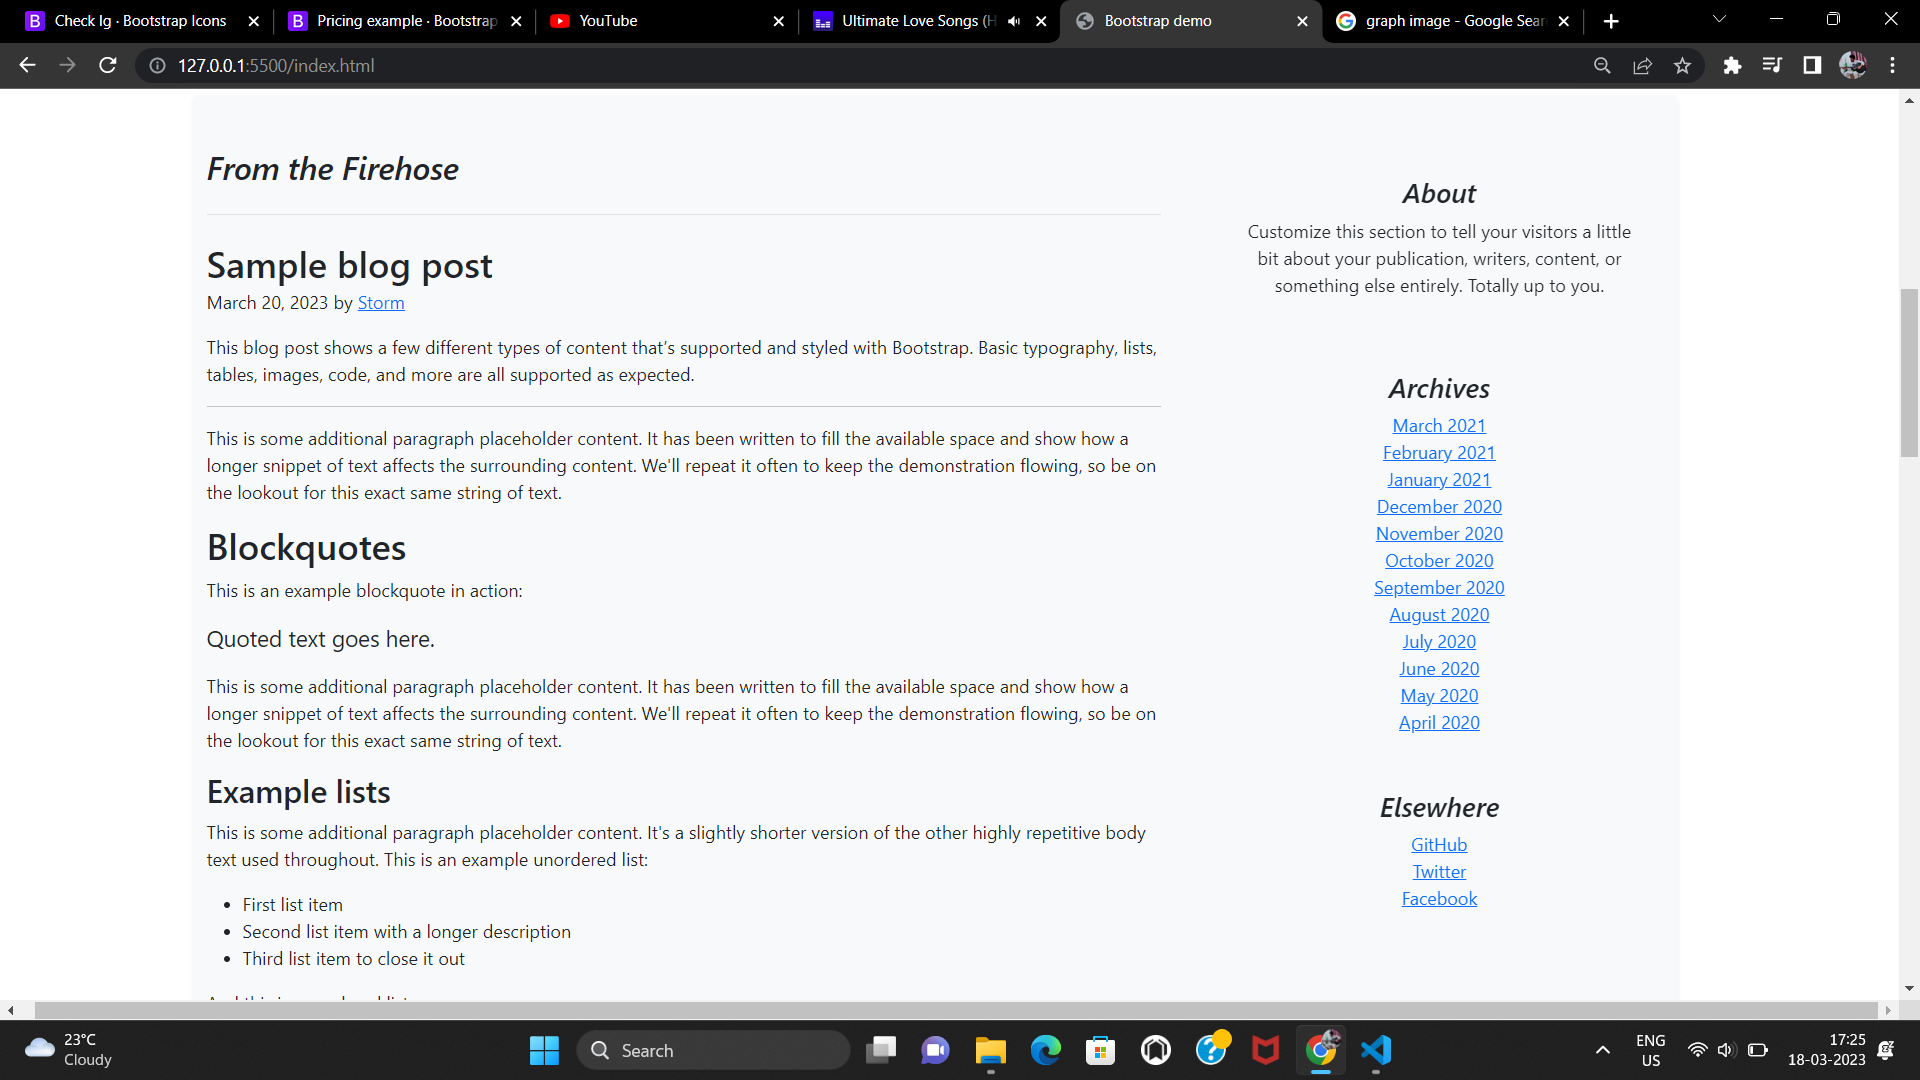 Check lg · Bootstrap Icons
Pricing example · Bootstrap
YouTube
Ultimate Love Songs (H
Bootstrap demo
graph image - Google Sear
127.0.0.1:5500/index.html
From the Firehose
Sample blog post
March 20, 2023 by Storm
This blog post shows a few different types of content that’s supported and styled with Bootstrap. Basic typography, lists,
tables, images, code, and more are all supported as expected.
This is some additional paragraph placeholder content. It has been written to fill the available space and show how a
longer snippet of text affects the surrounding content. We'll repeat it often to keep the demonstration flowing, so be on
the lookout for this exact same string of text.
Blockquotes
This is an example blockquote in action:
Quoted text goes here.
This is some additional paragraph placeholder content. It has been written to fill the available space and show how a
longer snippet of text affects the surrounding content. We'll repeat it often to keep the demonstration flowing, so be on
the lookout for this exact same string of text.
Example lists
This is some additional paragraph placeholder content. It's a slightly shorter version of the other highly repetitive body
text used throughout. This is an example unordered list:
• First list item
• Second list item with a longer description
• Third list item to close it out
About
Customize this section to tell your visitors a little
bit about your publication, writers, content, or
something else entirely. Totally up to you.
Archives
March 2021
February 2021
January 2021
December 2020
November 2020
October 2020
September 2020
August 2020
July 2020
June 2020
May 2020
April 2020
Elsewhere
GitHub
Twitter
Facebook
23°C
Cloudy
Search
ENG
US
17:25
18-03-2023